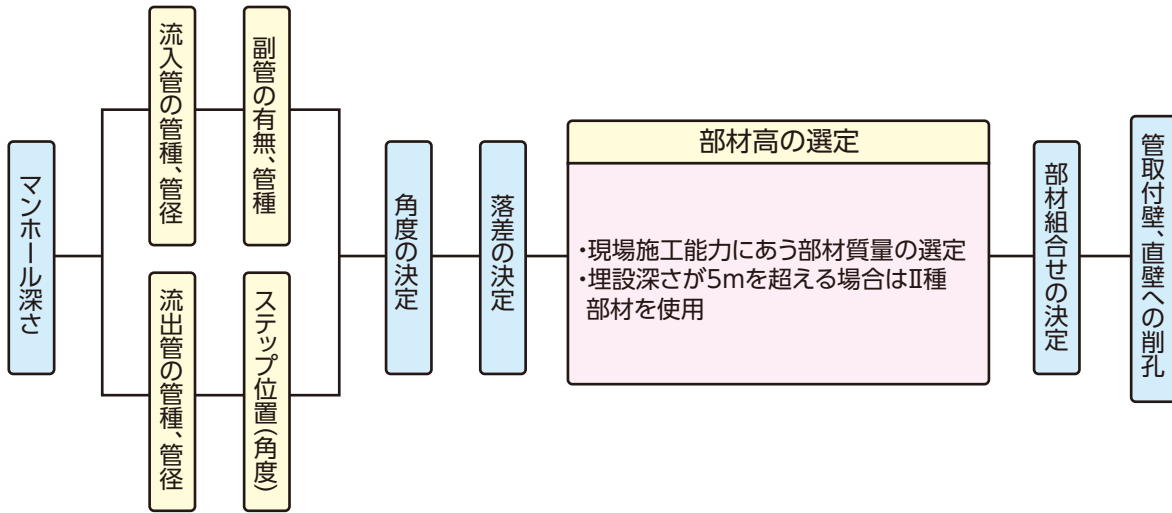 マンホール深さ
流入管の管種、管径
副管の有無、管種
流出管の管種、管径
ステップ位置(角度)
角度の決定
落差の決定
部材高の選定
・現場施工能力にあう部材質量の選定
・埋設深さが5mを超える場合はⅡ種
部材を使用
部材組合せの決定
管取付壁、直壁への削孔